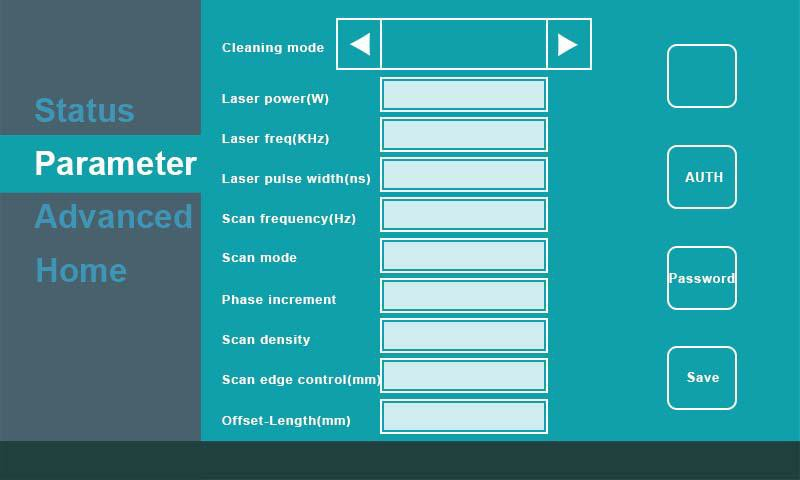 Status
Parameter
Advanced
Home
Cleaning mode
Laser power(W)
Laser freq(KHz)
Laser pulse width(ns)
Scan frequency(Hz)
Scan mode
Phase increment
Scan density
Scan edge control(mm)
Offset-Length(mm)
AUTH
Password
Save